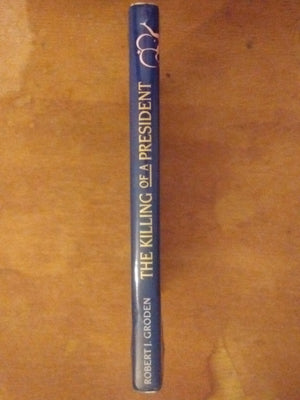 ROBERT J. GRODEN THE KILLING OF A PRESIDENT